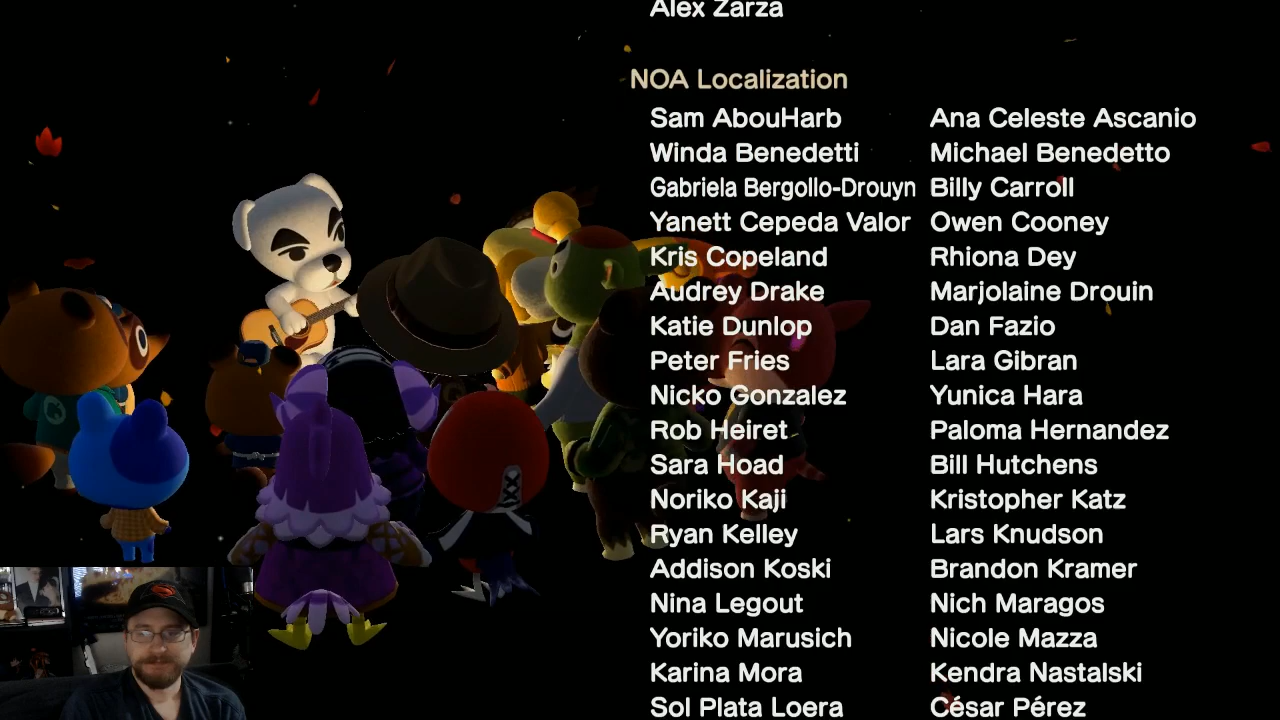 Alex Zarza
NOA Localization
Sam AbouHarb Ana Celeste Ascanio
Winda Benedetti Michael Benedetto
Gabriela Bergollo-Drouyn Billy Carroll
Yanett Cepeda Valor Owen Cooney
Kris Copeland Rhiona Dey
Audrey Drake Marjolaine Drouin
Katie Dunlop Dan Fazio
Peter Fries Lara Gibran
Nicko Gonzalez Yunica Hara
Rob Heiret Paloma Hernandez
Sara Hoad Bill Hutchens
Noriko Kaji Kristopher Katz
Ryan Kelley Lars Knudson
Addison Koski Brandon Kramer
Nina Legout Nich Maragos
Yoriko Marusich Nicole Mazza
Karina Mora Kendra Nastalski
Sol Plata Loera César Pérez